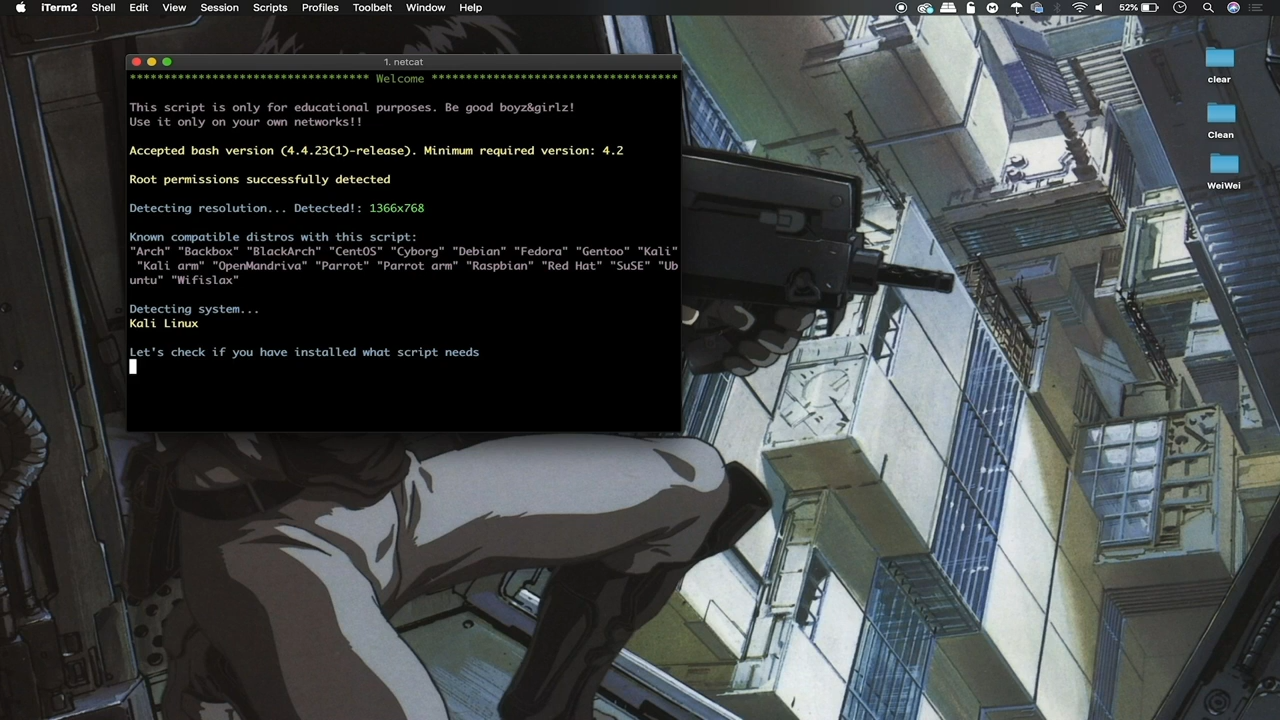 iTerm2 Shell Edit View Session Scripts Profiles Toolbelt Window Help 52%
1. netcat
*********************************** Welcome ************************************
This script is only for educational purposes. Be good boyz&girlz!
Use it only on your own networks!!
Accepted bash version (4.4.23(1)-release). Minimum required version: 4.2
Root permissions successfully detected
Detecting resolution... Detected!: 1366x768
Known compatible distros with this script:
"Arch" "Backbox" "BlackArch" "CentOS" "Cyborg" "Debian" "Fedora" "Gentoo" "Kali"
"Kali arm" "OpenMandriva" "Parrot" "Parrot arm" "Raspbian" "Red Hat" "SuSE" "Ub
untu" "Wifislax"
Detecting system...
Kali Linux
Let's check if you have installed what script needs
clear
Clean
WeiWei